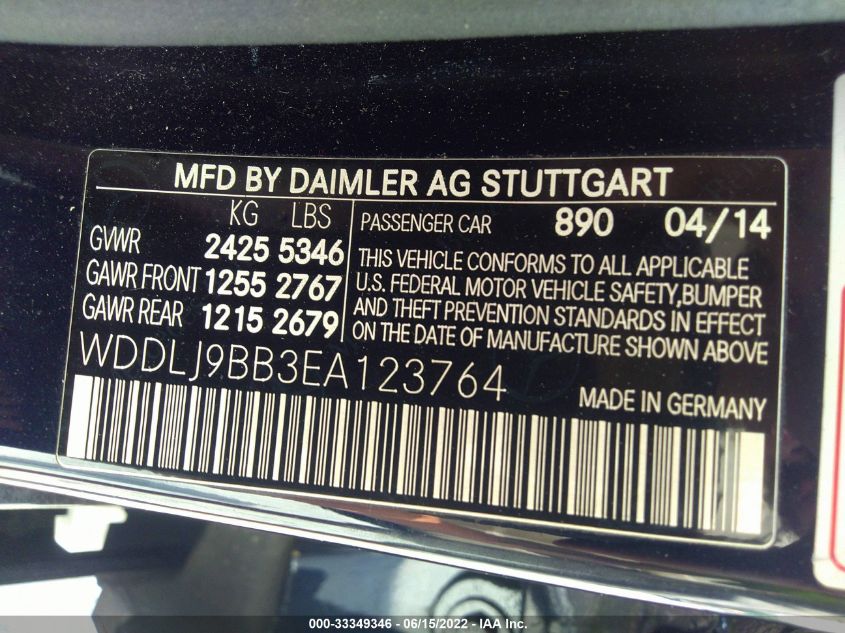 MFD BY DAIMLER AG STUTTGART
KG LBS
GVWR 2425 5346
GAWR FRONT 1255 2767
GAWR REAR 1215 2679
PASSENGER CAR 890 04/14
THIS VEHICLE CONFORMS TO ALL APPLICABLE
U.S. FEDERAL MOTOR VEHICLE SAFETY,BUMPER
AND THEFT PREVENTION STANDARDS IN EFFECT
ON THE DATE OF MANUFACTURE SHOWN ABOVE
WDDLJ9BB3EA123764
MADE IN GERMANY
000-33349346 - 06/15/2022 - IAA Inc.